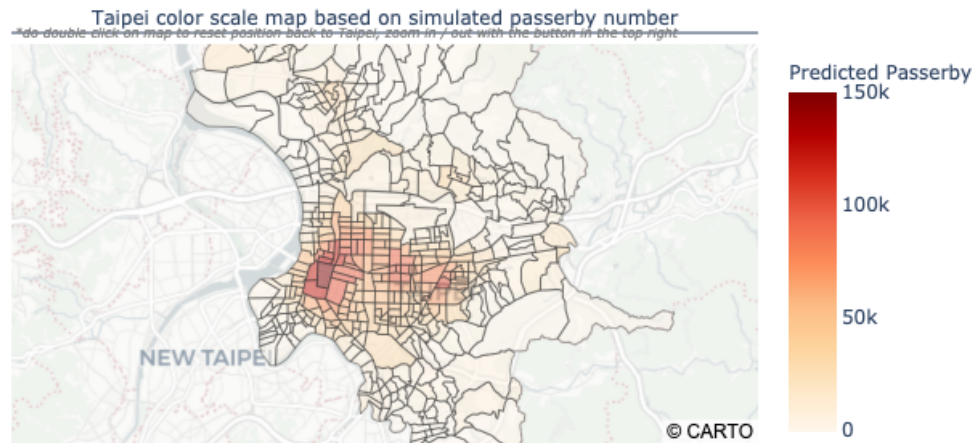 Taipei color scale map based on simulated passerby number
*do double click on map to reset position back to Taipei, zoom in / out with the button in the top right
Predicted Passerby
150k
100k
50k
0
NEW TAIPE
© CARTO